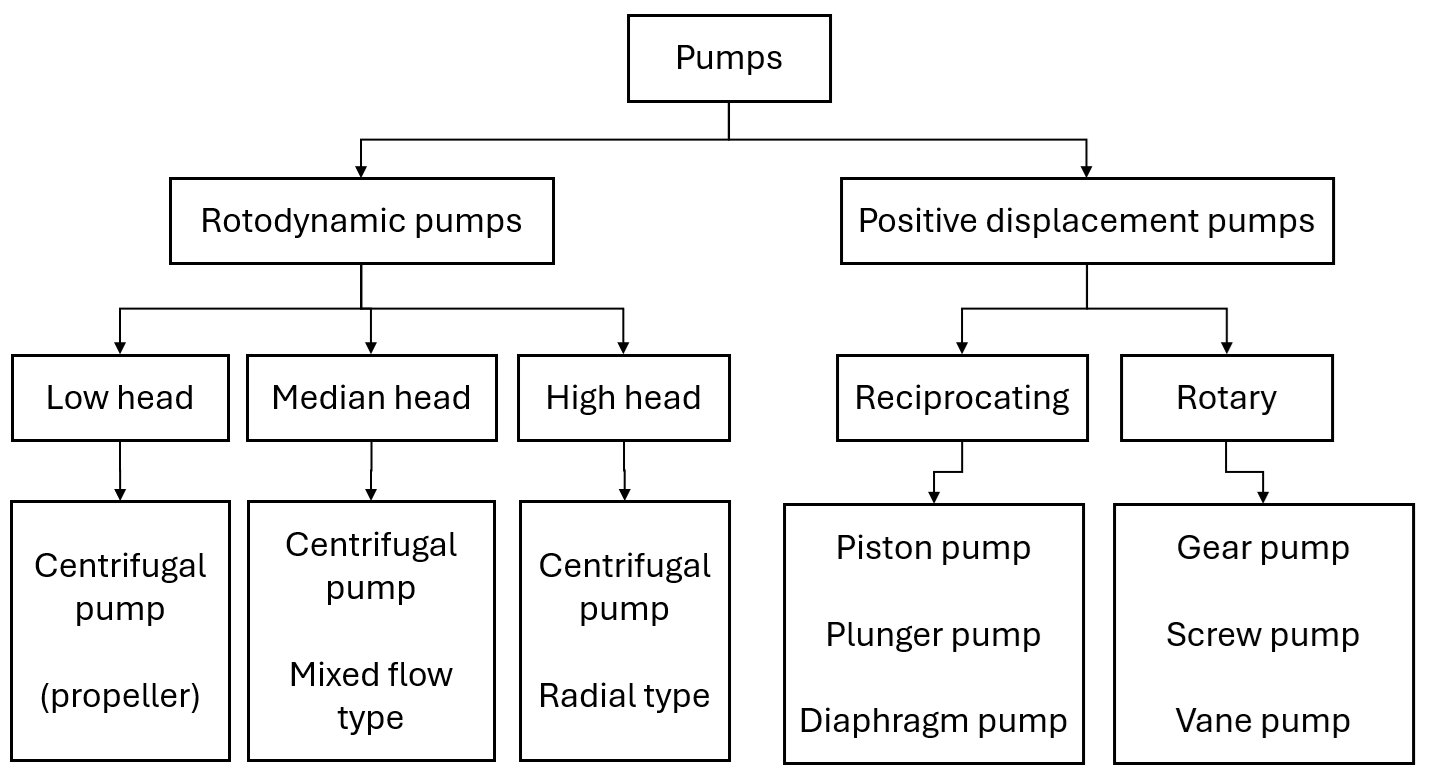 Pumps
Rotodynamic pumps
Positive displacement pumps
Low head
Median head
High head
Reciprocating
Rotary
Centrifugal
pump
(propeller)
Centrifugal
pump
Mixed flow
type
Centrifugal
pump
Radial type
Piston pump
Plunger pump
Diaphragm pump
Gear pump
Screw pump
Vane pump